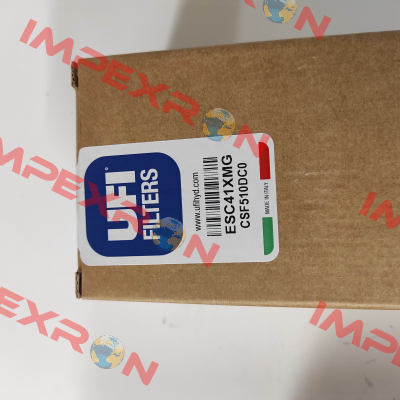 UFI
FILTERS
www.ufihyd.com
ESC41XMG
CSF510DC0
MADE IN ITALY
IMPEXRON
IMPEXRON
IMPEXRON
IMPEXRON
IMPEXRON